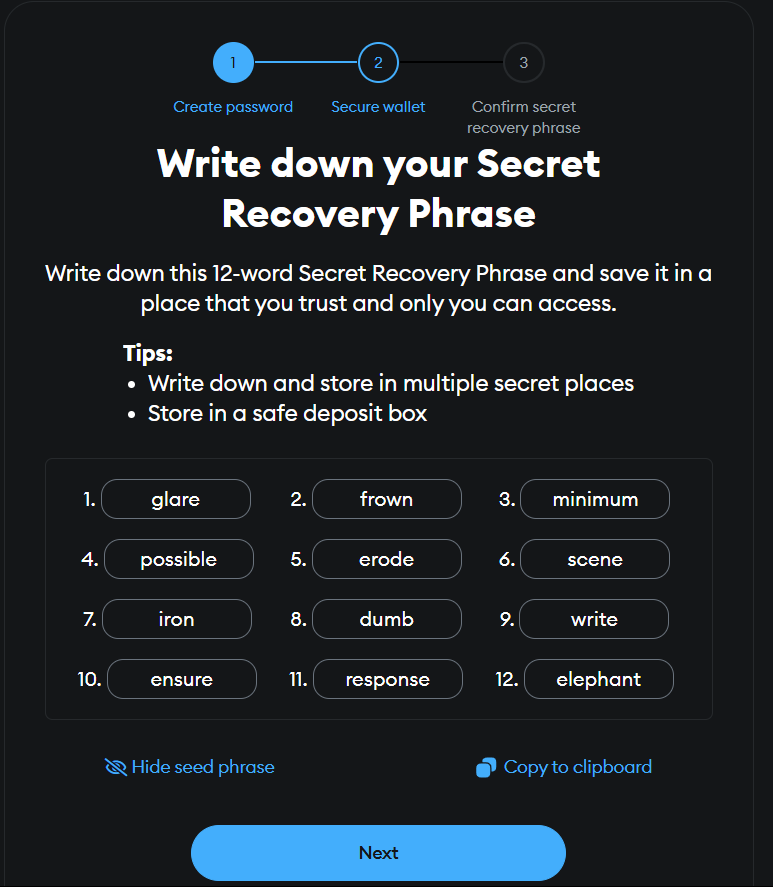 1 2 3
Create password Secure wallet Confirm secret
recovery phrase
Write down your Secret
Recovery Phrase
Write down this 12-word Secret Recovery Phrase and save it in a
place that you trust and only you can access.
Tips:
• Write down and store in multiple secret places
• Store in a safe deposit box
1. glare 2. frown 3. minimum
4. possible 5. erode 6. scene
7. iron 8. dumb 9. write
10. ensure 11. response 12. elephant
Hide seed phrase Copy to clipboard
Next